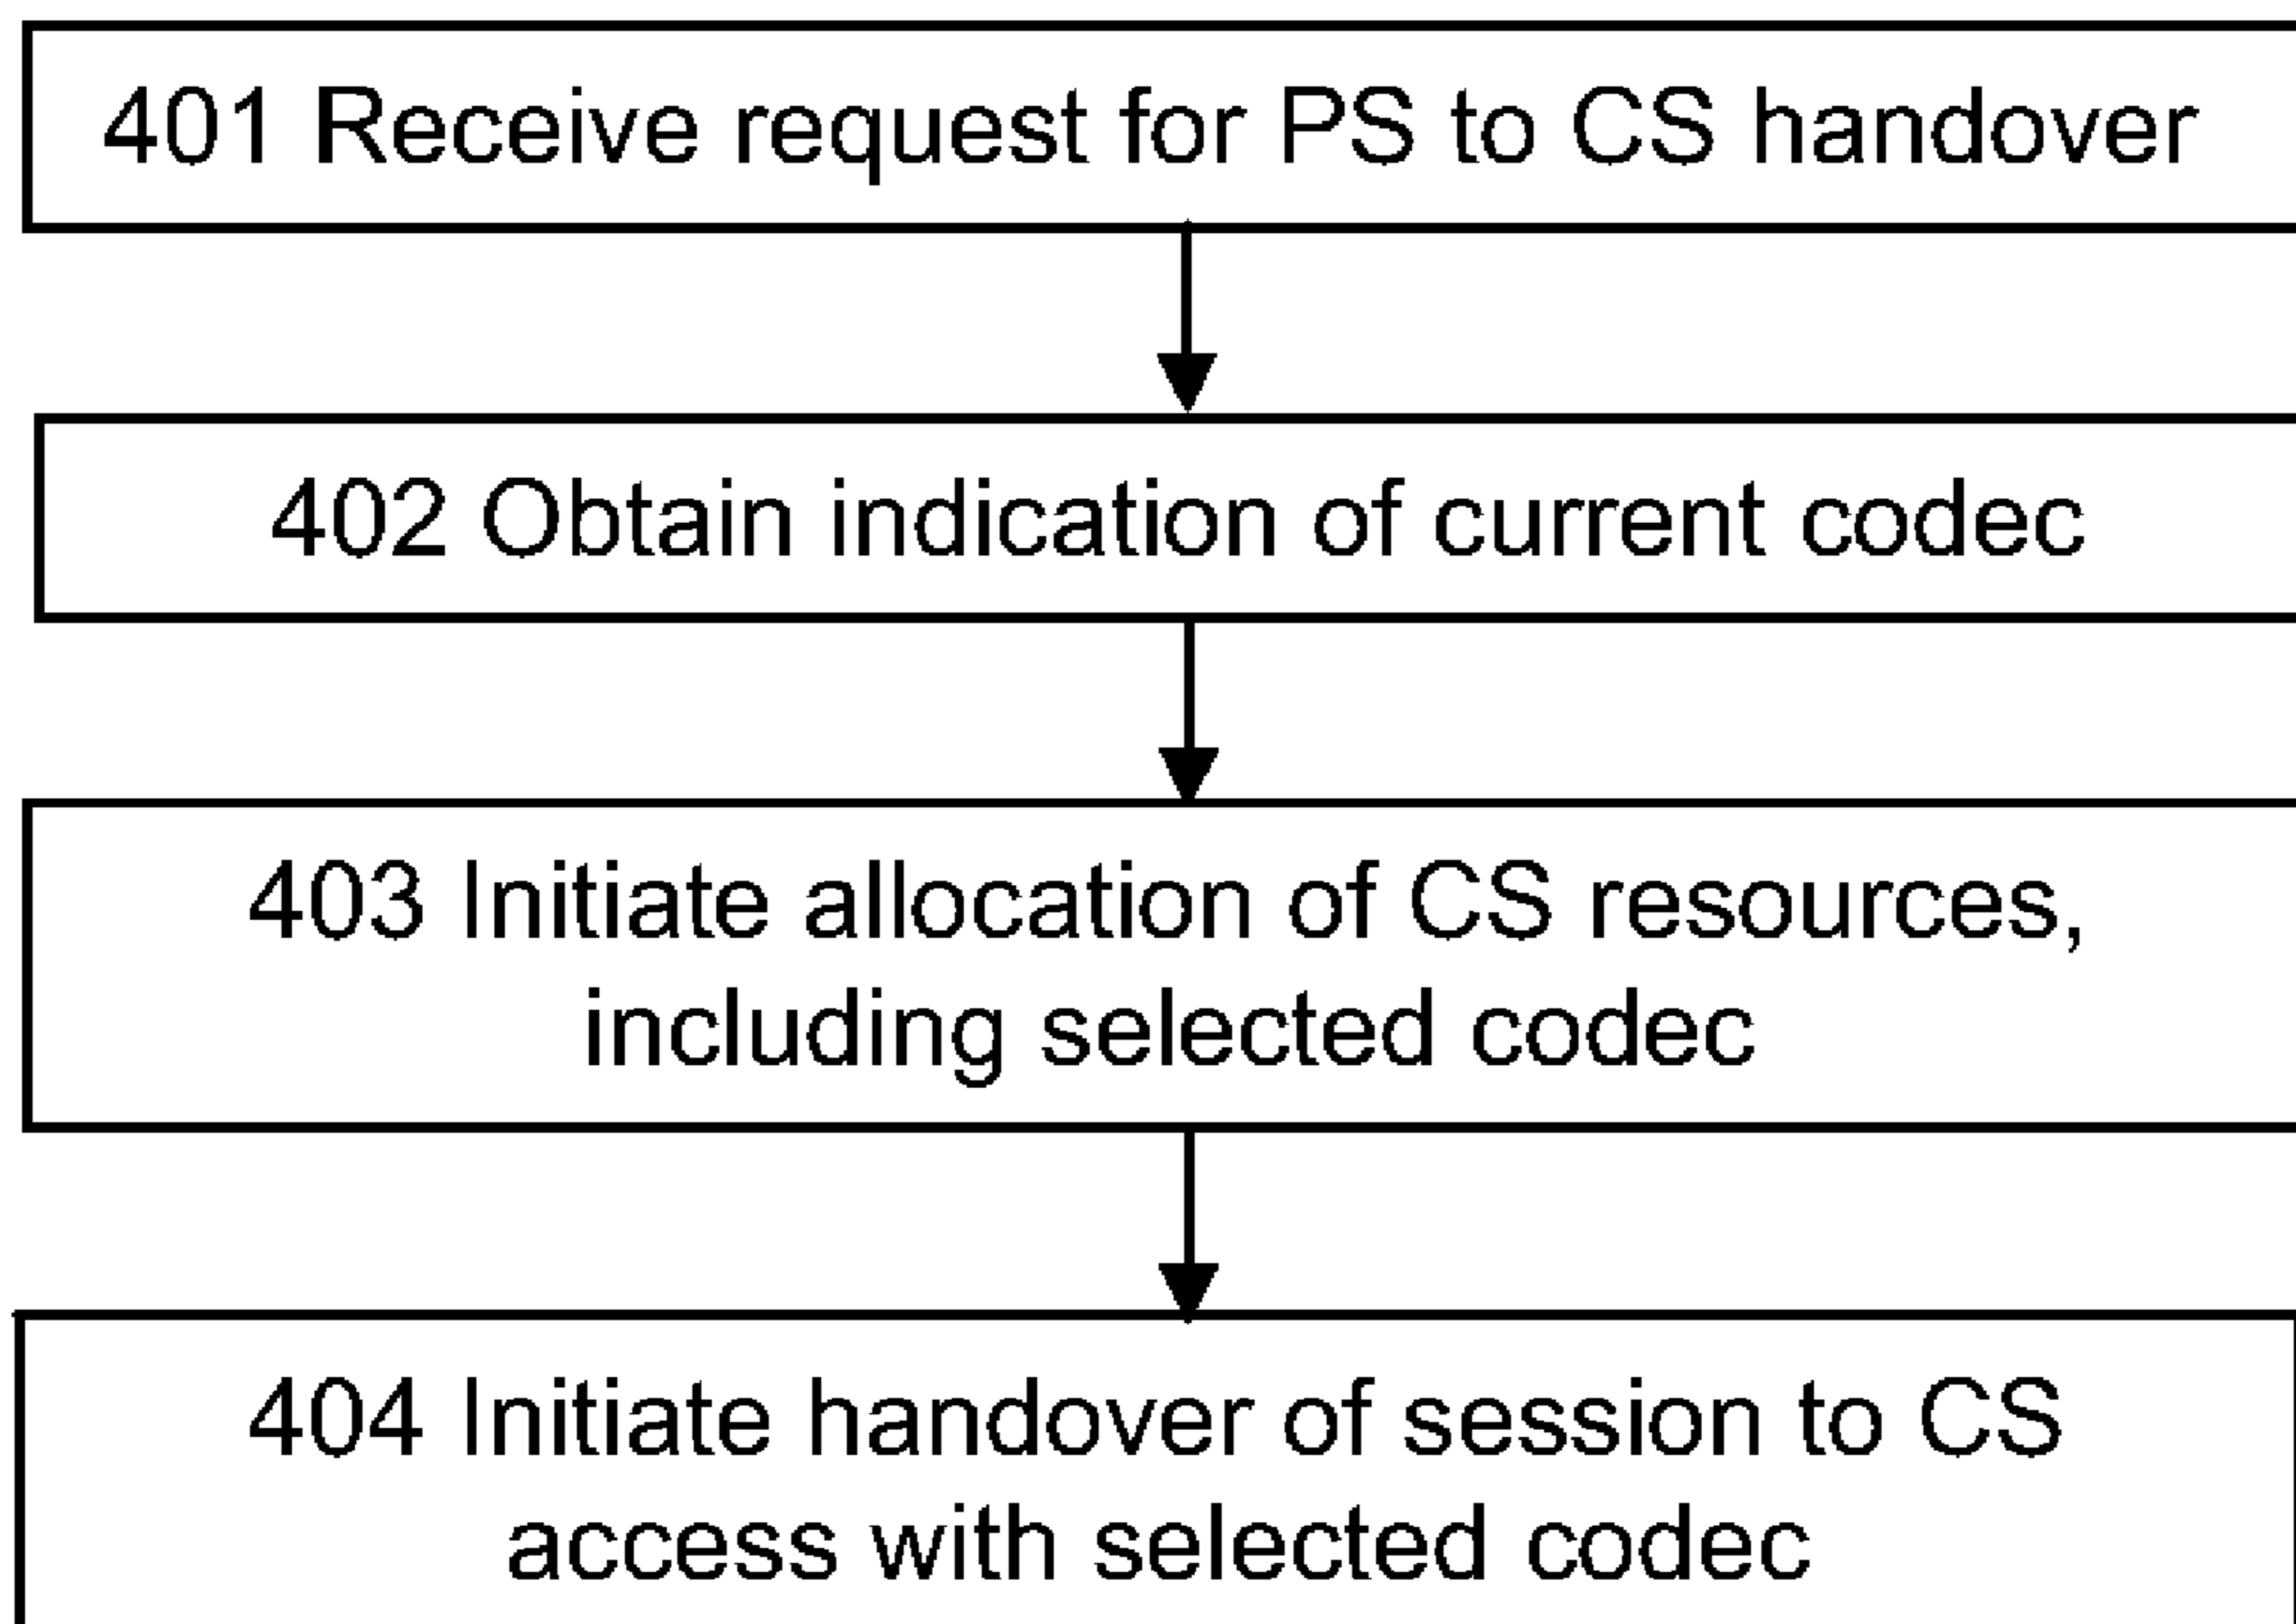 401 Receive request for PS to CS handover
402 Obtain indication of current codec
403 Initiate allocation of CS resources,
including selected codec
404 Initiate handover of session to CS
access with selected codec